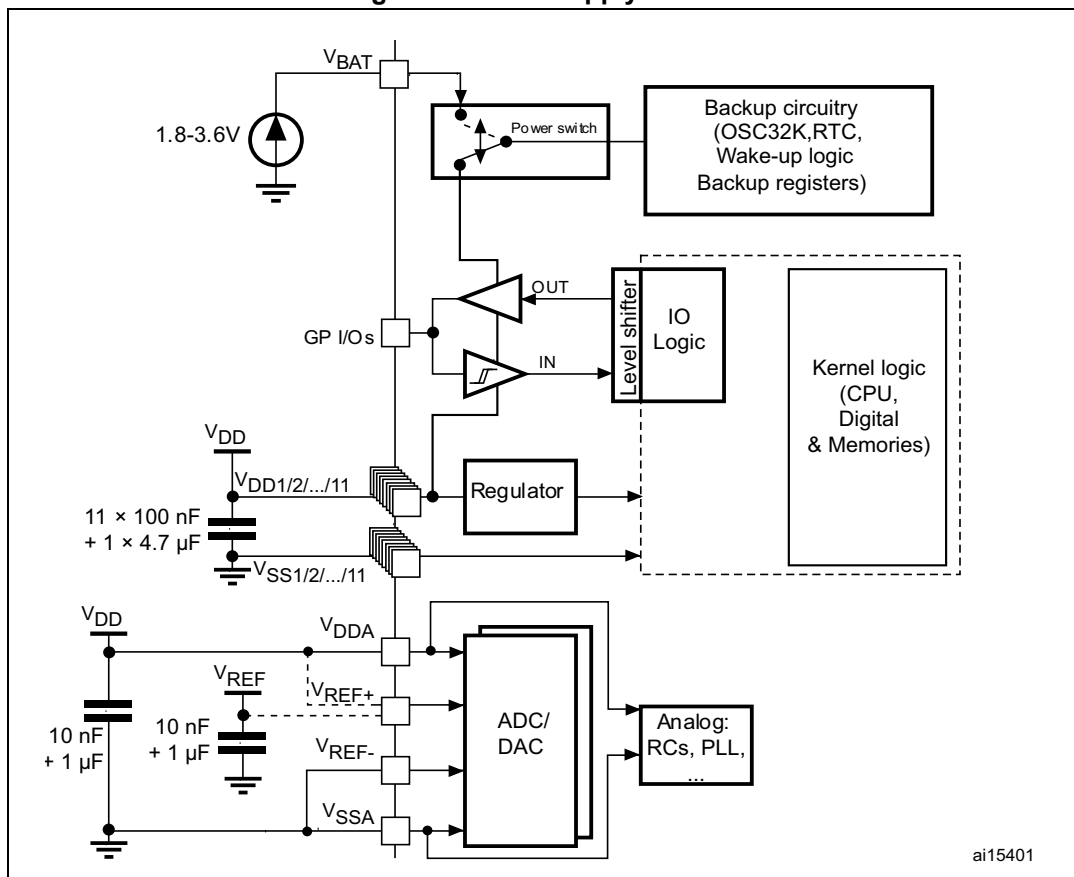 VBAT
1.8-3.6V
Power switch
Backup circuitry
(OSC32K,RTC,
Wake-up logic
Backup registers)
OUT
GP I/Os
IN
Level shifter
IO
Logic
Kernel logic
(CPU,
Digital
& Memories)
VDD
VDD1/2/.../11
Regulator
11 × 100 nF
+ 1 × 4.7 µF
VSS1/2/.../11
VDD
VDDA
VREF
VREF+
10 nF
+ 1 µF
10 nF
+ 1 µF
VREF-
ADC/
DAC
Analog:
RCs, PLL,
...
VSSA
ai15401